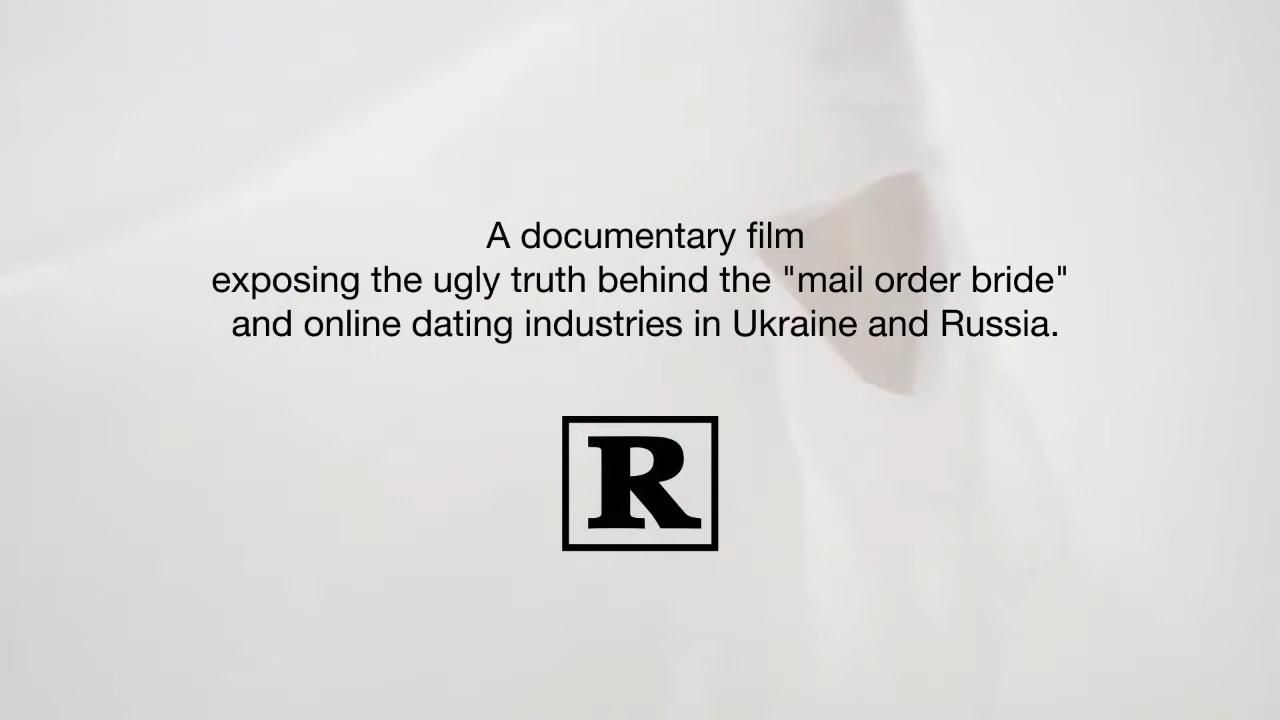 A documentary film
exposing the ugly truth behind the "mail order bride"
and online dating industries in Ukraine and Russia.
R